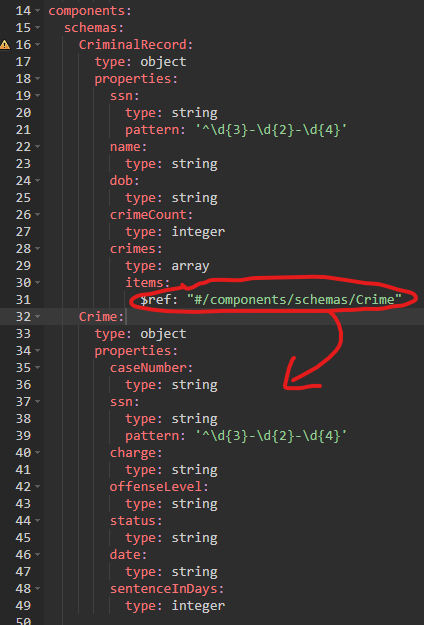 14 components:
15 schemas:
16 CriminalRecord:
17 type: object
18 properties:
19 ssn:
20 type: string
21 pattern: '^\d{3}-\d{2}-\d{4}'
22 name:
23 type: string
24 dob:
25 type: string
26 crimeCount:
27 type: integer
28 crimes:
29 type: array
30 items:
31 $ref: "#/components/schemas/Crime"
32 Crime:
33 type: object
34 properties:
35 caseNumber:
36 type: string
37 ssn:
38 type: string
39 pattern: '^\d{3}-\d{2}-\d{4}'
40 charge:
41 type: string
42 offenseLevel:
43 type: string
44 status:
45 type: string
46 date:
47 type: string
48 sentenceInDays:
49 type: integer
50